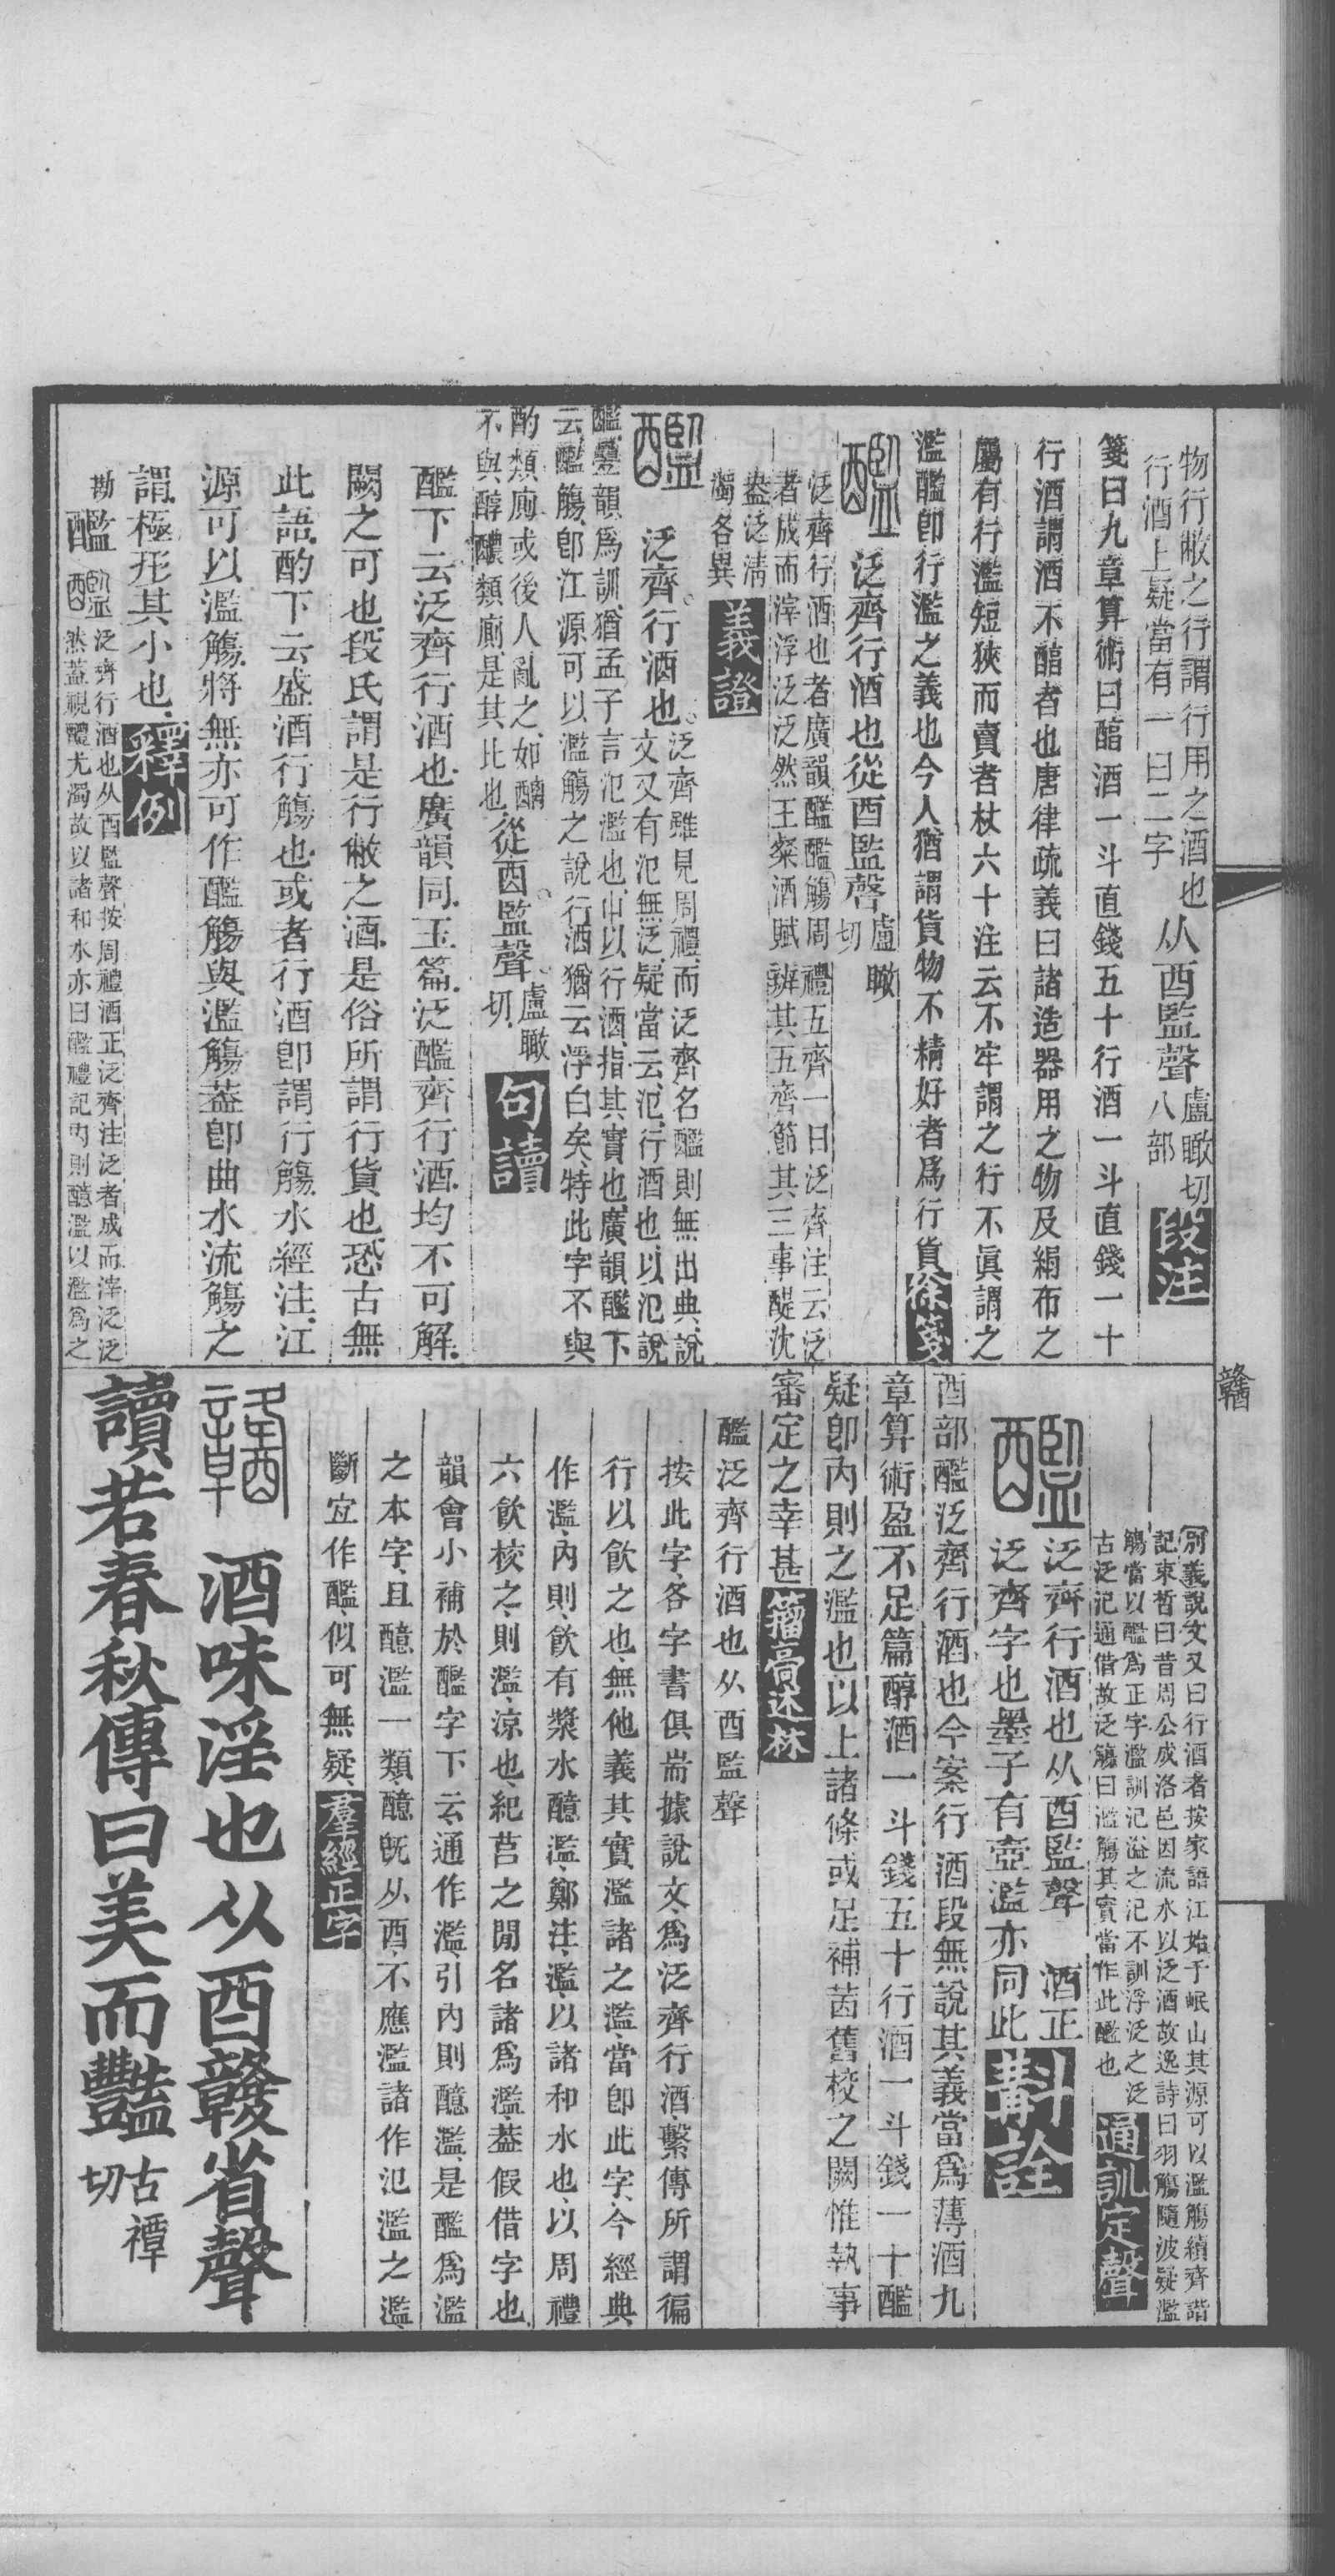 物行敝之行謂行用之酒也
行酒上疑當有一曰二字
从酉監聲
盧瞰切
八部
段注
箋曰九章算術曰醕酒一斗直錢五十行酒一斗直錢一十
行酒謂酒不醕者也唐律疏義曰諸造器用之物及絹布之
屬有行濫短狹而賣者杖六十注云不牢謂之行不眞謂之
濫醯卽行濫之義也今人猶謂貨物不精好者爲行貨
徐箋
泛齊行酒也從酉監聲
盧瞰
切
泛齊行酒也者廣韻醶醶觴周禮五齊一曰泛齊注云泛
者成而滓浮泛泛然王粲酒賦辨其五齊節其三事醍沈
盎泛淸
濁各異
義證
泛齊行酒也
泛齊雖見周禮而泛齊名醶則無出典說
文又有氾無泛疑當云氾行酒也以氾說
醶疊韻爲訓猶孟子言氾濫也由以行酒指其實也廣韻醶下
云醶觴卽江源可以濫觴之說行酒猶云浮白矣特此字不與
酌類廁或後人亂之如醨
不與醇醲類廁是其比也
從酉監聲
盧瞰
切
句讀
醶下云泛齊行酒也廣韻同玉篇泛醶齊行酒均不可解
闕之可也段氏謂是行敝之酒是俗所謂行貨也恐古無
此語酌下云盛酒行觴也或者行酒卽謂行觴水經注江
源可以濫觴將無亦可作醶觴與濫觴葢卽曲水流觴之
謂極形其小也
釋例
勘
醶
泛齊行酒也从酉監聲按周禮酒正泛齊注泛者成而滓泛泛
然葢視醴尤濁故以諸和水亦曰醶禮記內則醷濫以濫爲之
贛
別義說文又曰行酒者按家語江始于岷山其源可以濫觴續齊諧
記束晳曰昔周公成洛邑因流水以泛酒故逸詩曰羽觴隨波疑濫
觴當以醶爲正字濫訓氾溢之氾不訓浮泛之泛
古泛氾通借故泛觴曰濫觴其實當作此醶也
通訓定聲
泛齊行酒也从酉監聲　酒正
泛齊字也墨子有壺濫亦同此
斠詮
酉部醶泛齊行酒也今案行酒段無說其義當爲薄酒九
章算術盈不足篇醇酒一斗錢五十行酒一斗錢一十醶
疑卽內則之濫也以上諸條或足補茵舊校之闕惟執事
審定之幸甚
籀高述林
醶泛齊行酒也从酉監聲
按此字各字書俱耑據說文爲泛齊行酒繫傳所謂徧
行以飮之也無他義其實濫諸之濫當卽此字今經典
作濫內則飮有漿水醷濫鄭注濫以諸和水也以周禮
六飮校之則濫涼也紀莒之閒名諸爲濫葢假借字也
韻會小補於醶字下云通作濫引內則醷濫是醶爲濫
之本字且醷濫一類醷旣从酉不應濫諸作氾濫之濫
斷宜作醶似可無疑
羣經正字
酒味淫也从酉贛省聲
讀若春秋傳曰美而豔
古禫
切